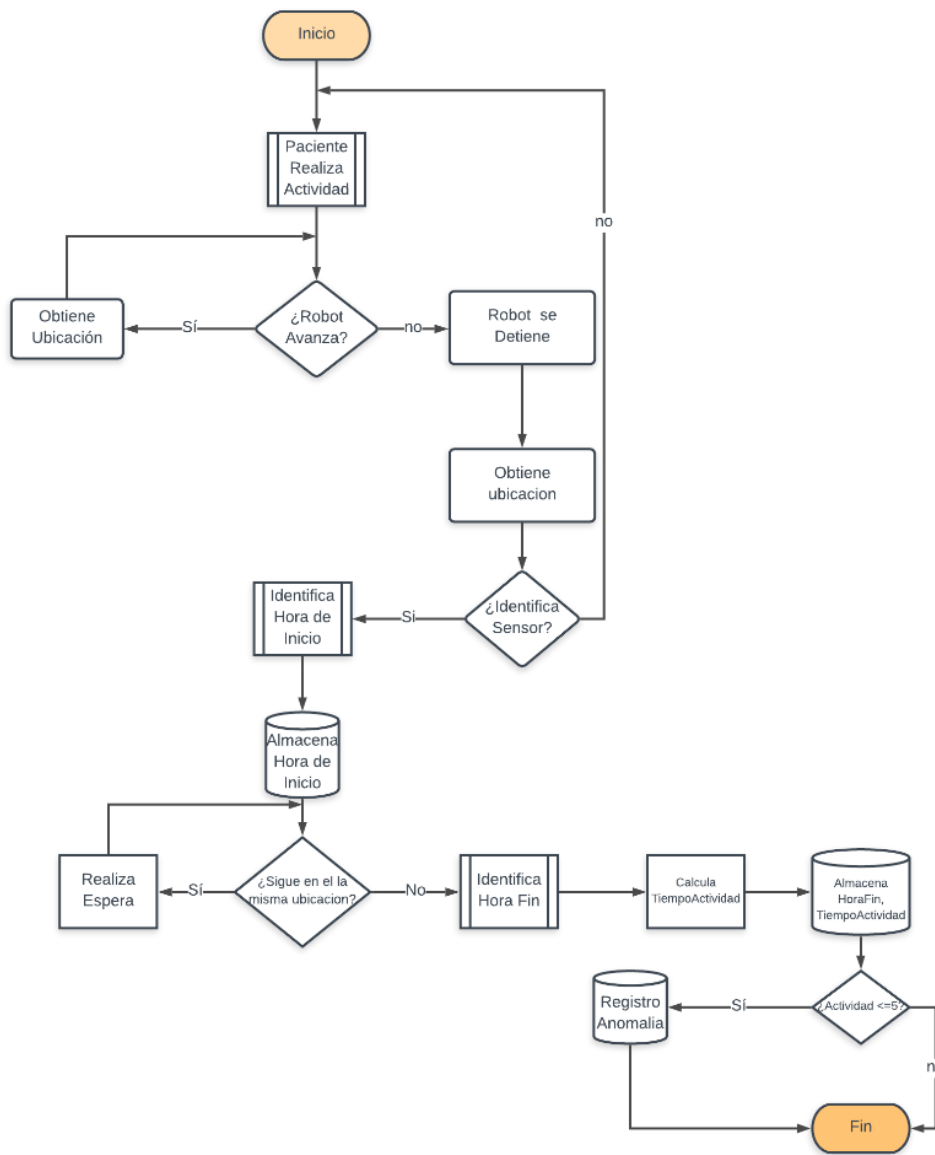 Inicio
Paciente
Realiza
Actividad
no
Obtiene
Ubicación
Sí
¿Robot
Avanza?
no
Robot se
Detiene
Obtiene
ubicacion
Identifica
Hora de
Inicio
Si
¿Identifica
Sensor?
Almacena
Hora de
Inicio
Realiza
Espera
Sí
¿Sigue en el la
misma ubicacion?
No
Identifica
Hora Fin
Calcula
TiempoActividad
Almacena
HoraFin,
TiempoActividad
Registro
Anomalia
Sí
¿Actividad <=5?
n
Fin